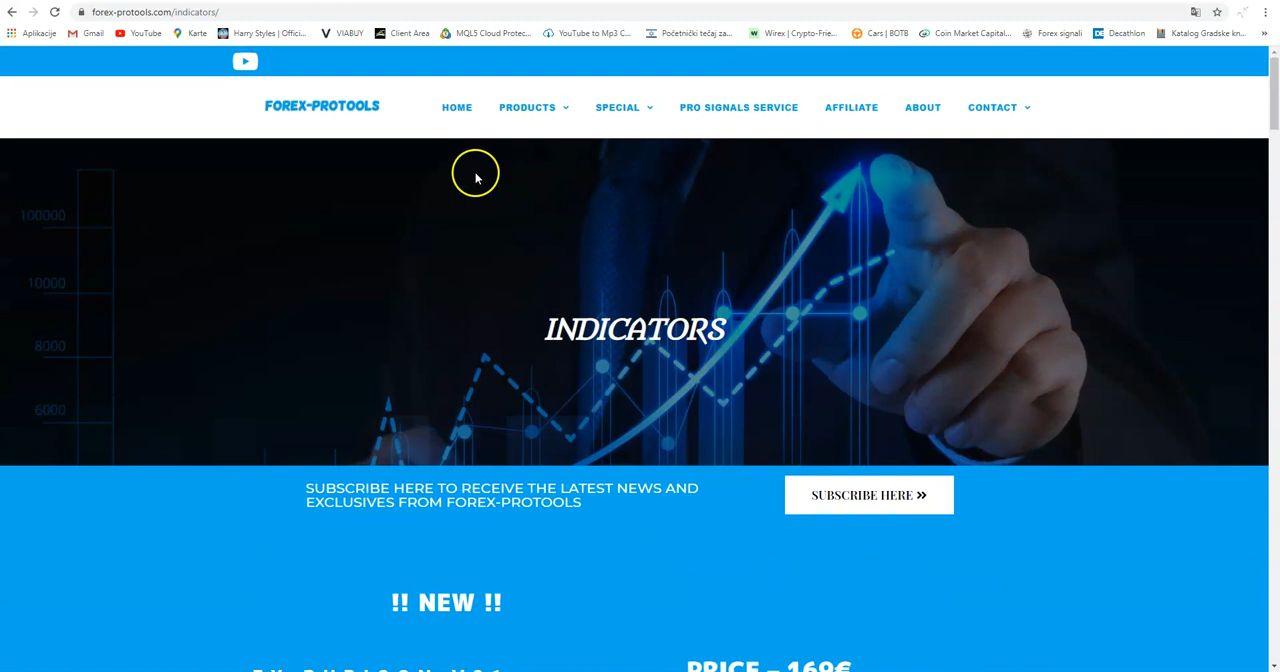 forex-protools.com/indicators/
Aplikacije Gmail YouTube Karte Harry Styles | Offici... VIABUY Client Area MQL5 Cloud Protec... YouTube to Mp3 C... Početnički tečaj za... Wirex | Crypto-Frie... Cars | BOTB Coin Market Capital... Forex signali DE Decathlon Katalog Gradske kn... »
FOREX-PROTOOLS HOME PRODUCTS SPECIAL PRO SIGNALS SERVICE AFFILIATE ABOUT CONTACT
100000
10000
8000
6000
INDICATORS
SUBSCRIBE HERE TO RECEIVE THE LATEST NEWS AND
EXCLUSIVES FROM FOREX-PROTOOLS
SUBSCRIBE HERE »
!! NEW !!
PRICE – 169€